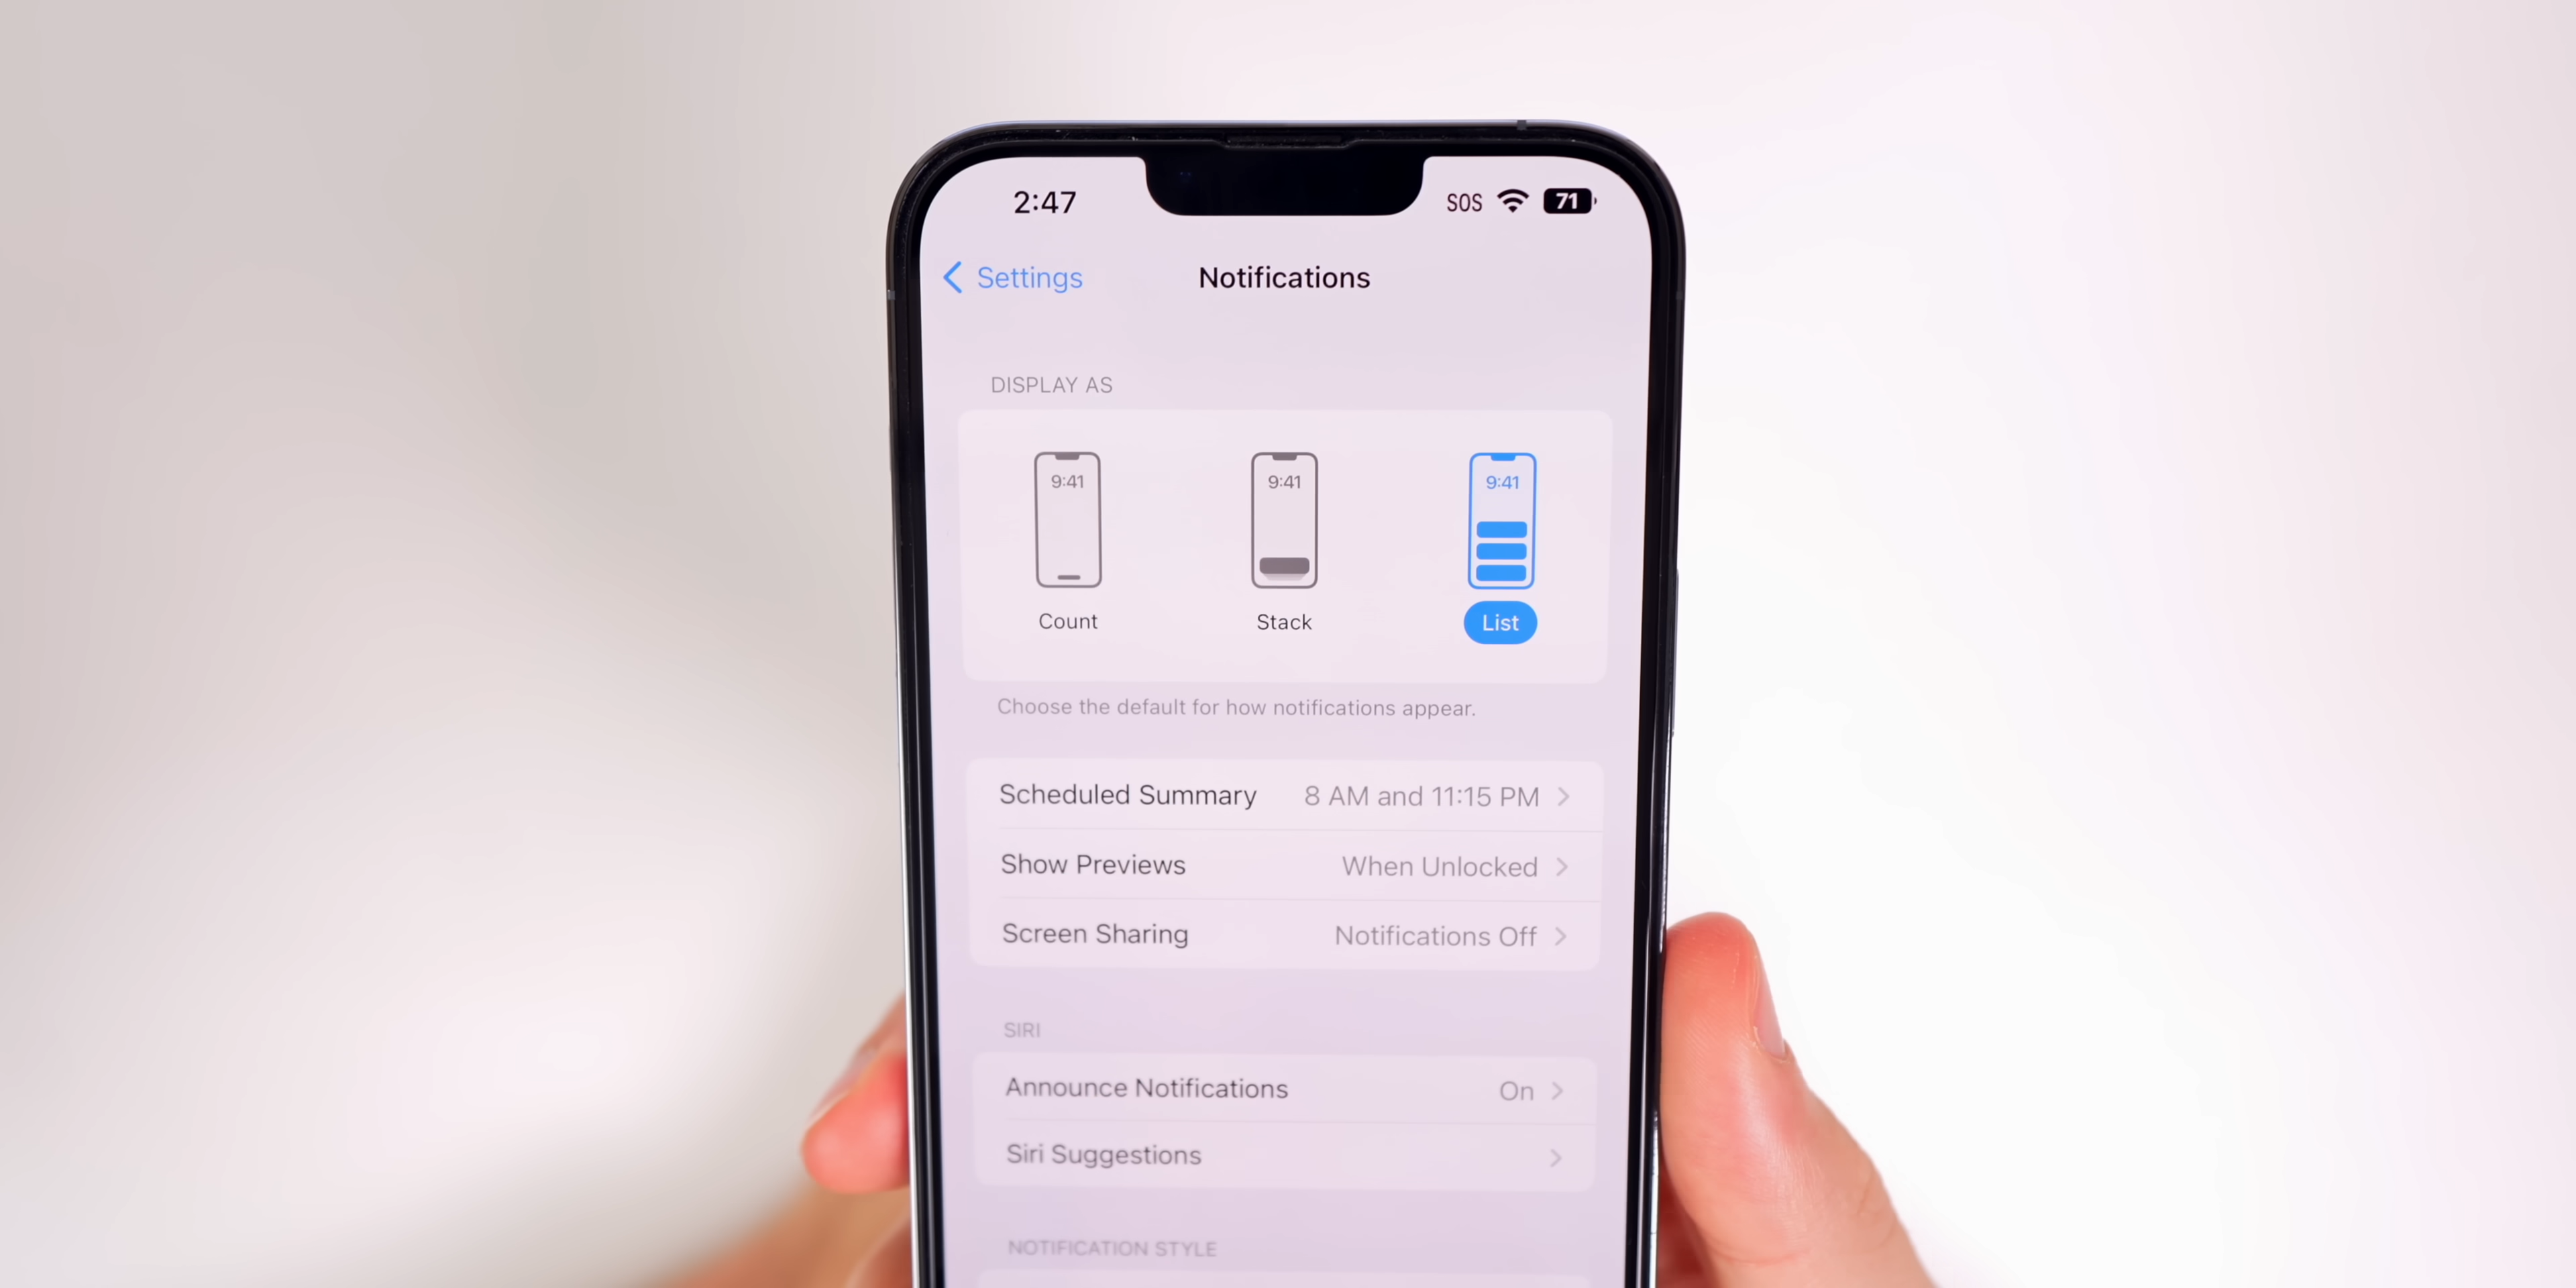 2:47 SOS 71
Settings Notifications
DISPLAY AS
9:41 9:41 9:41
Count Stack List
Choose the default for how notifications appear.
Scheduled Summary 8 AM and 11:15 PM
Show Previews When Unlocked
Screen Sharing Notifications Off
SIRI
Announce Notifications On
Siri Suggestions
NOTIFICATION STYLE